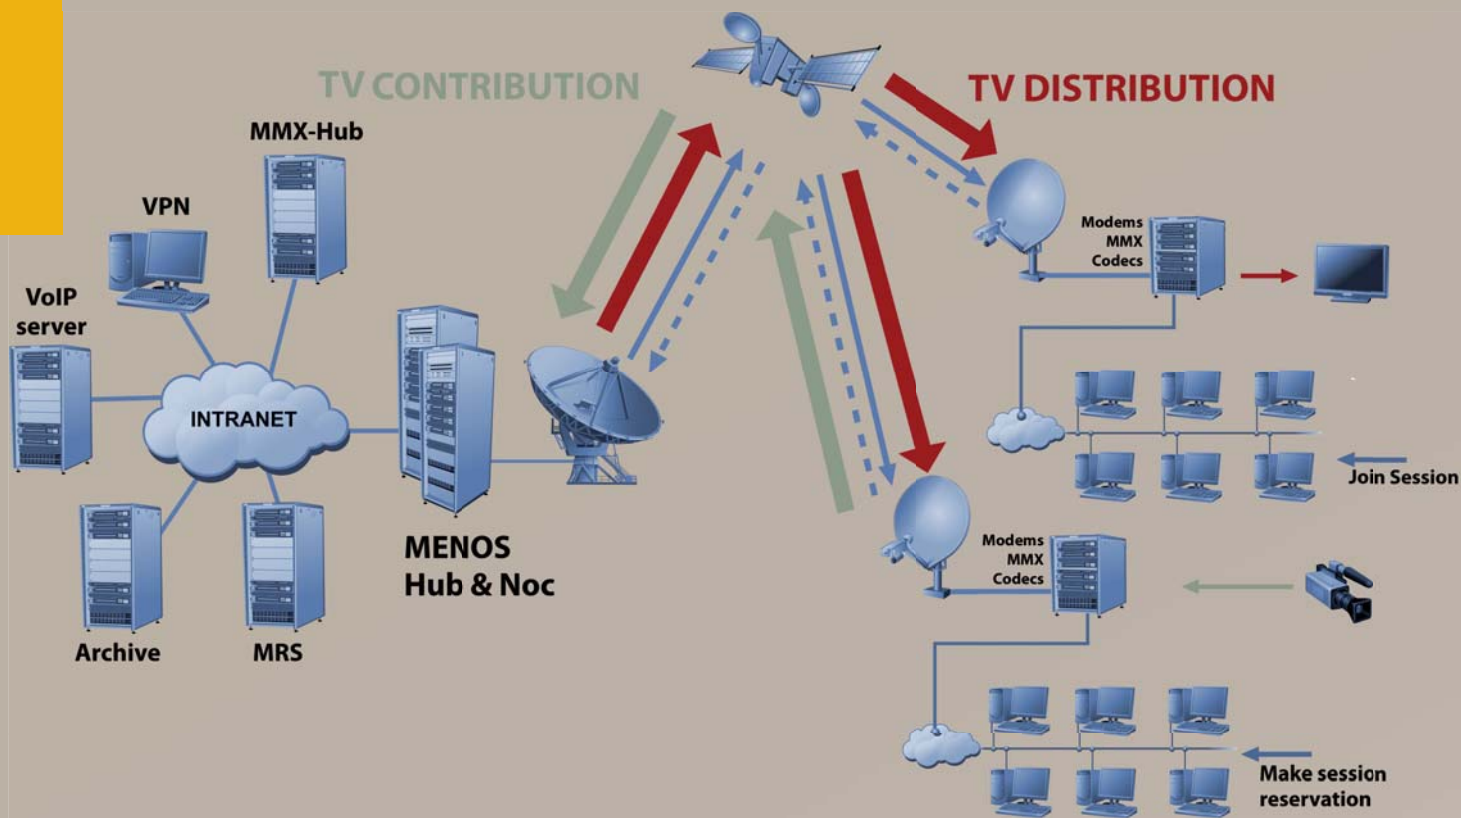 TV CONTRIBUTION
TV DISTRIBUTION
MMX-Hub
VPN
VoIP
server
INTRANET
Archive
MRS
MENOS
Hub & Noc
Modems
MMX
Codecs
Join Session
Modems
MMX
Codecs
Make session
reservation